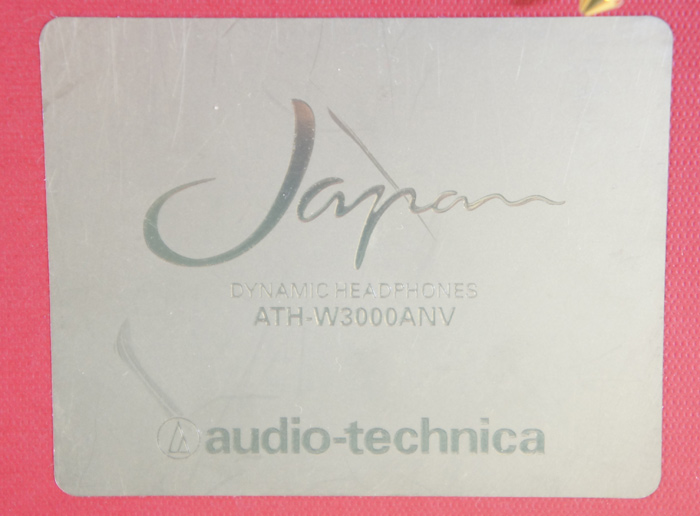 Japan
DYNAMIC HEADPHONES
ATH-W3000ANV
audio-technica